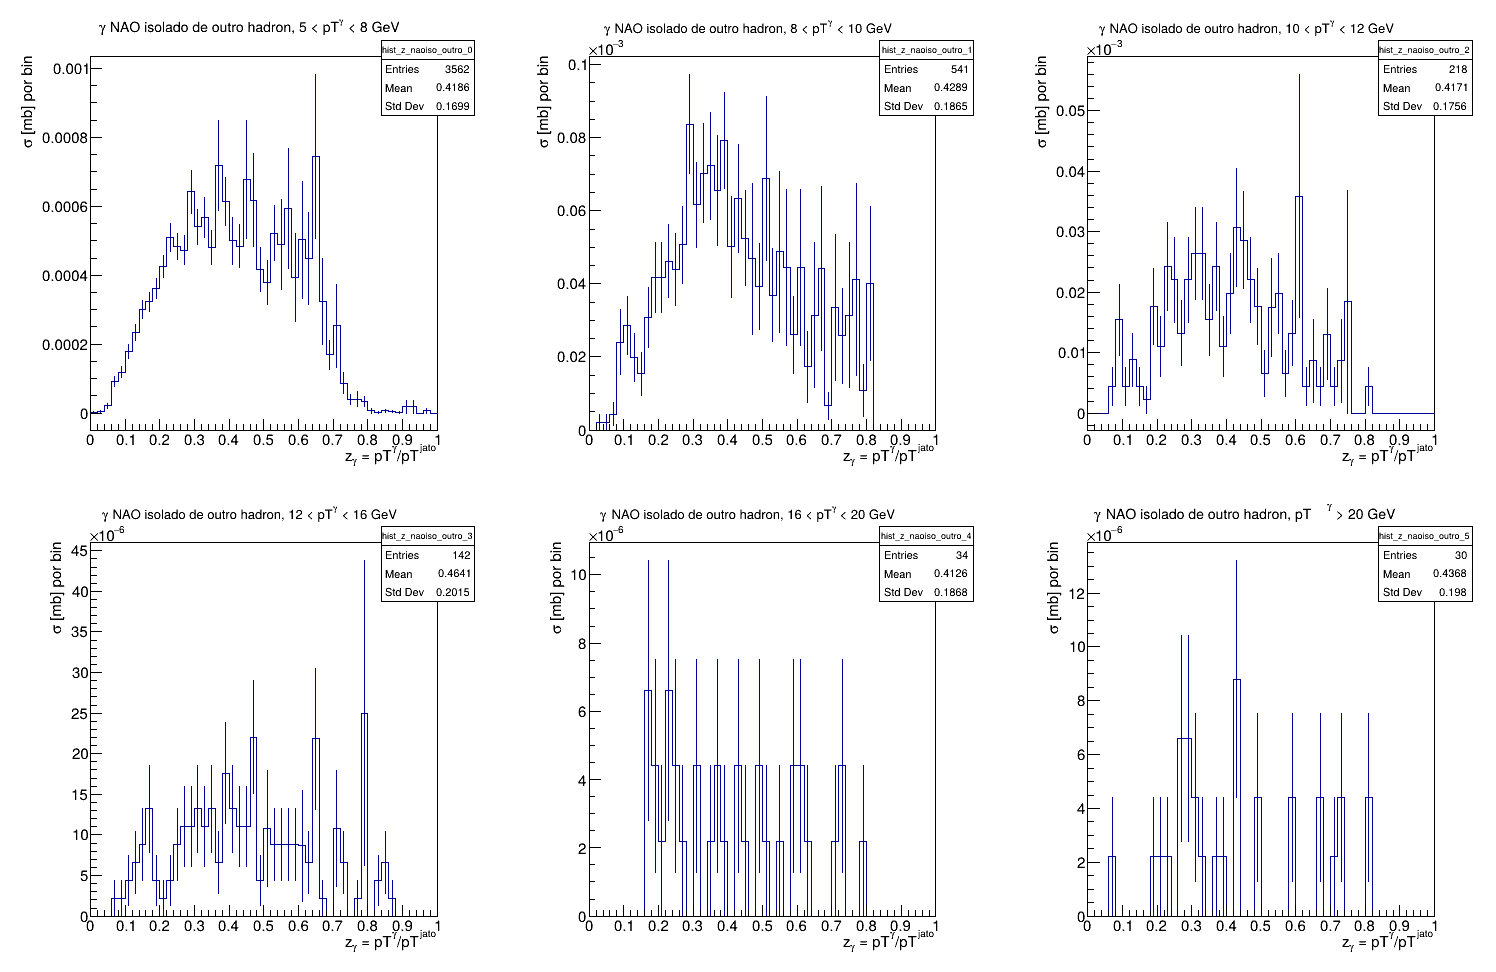 γ NAO isolado de outro hadron, 5 < pT^γ < 8 GeV
hist_z_naoiso_outro_0
Entries 3562
Mean 0.4186
Std Dev 0.1699
σ [mb] por bin
0.001
0.0008
0.0006
0.0004
0.0002
0
0 0.1 0.2 0.3 0.4 0.5 0.6 0.7 0.8 0.9 1
z_γ = pT^γ/pT^jato
γ NAO isolado de outro hadron, 8 < pT^γ < 10 GeV
×10^−3
hist_z_naoiso_outro_1
Entries 541
Mean 0.4289
Std Dev 0.1865
σ [mb] por bin
0.1
0.08
0.06
0.04
0.02
0
0 0.1 0.2 0.3 0.4 0.5 0.6 0.7 0.8 0.9 1
z_γ = pT^γ/pT^jato
γ NAO isolado de outro hadron, 10 < pT^γ < 12 GeV
×10^−3
hist_z_naoiso_outro_2
Entries 218
Mean 0.4171
Std Dev 0.1756
σ [mb] por bin
0.05
0.04
0.03
0.02
0.01
0
0 0.1 0.2 0.3 0.4 0.5 0.6 0.7 0.8 0.9 1
z_γ = pT^γ/pT^jato
γ NAO isolado de outro hadron, 12 < pT^γ < 16 GeV
×10^−6
hist_z_naoiso_outro_3
Entries 142
Mean 0.4641
Std Dev 0.2015
σ [mb] por bin
45
40
35
30
25
20
15
10
5
0
0 0.1 0.2 0.3 0.4 0.5 0.6 0.7 0.8 0.9 1
z_γ = pT^γ/pT^jato
γ NAO isolado de outro hadron, 16 < pT^γ < 20 GeV
×10^−6
hist_z_naoiso_outro_4
Entries 34
Mean 0.4126
Std Dev 0.1868
σ [mb] por bin
10
8
6
4
2
0
0 0.1 0.2 0.3 0.4 0.5 0.6 0.7 0.8 0.9 1
z_γ = pT^γ/pT^jato
γ NAO isolado de outro hadron, pT^γ > 20 GeV
×10^−6
hist_z_naoiso_outro_5
Entries 30
Mean 0.4368
Std Dev 0.198
σ [mb] por bin
12
10
8
6
4
2
0
0 0.1 0.2 0.3 0.4 0.5 0.6 0.7 0.8 0.9 1
z_γ = pT^γ/pT^jato